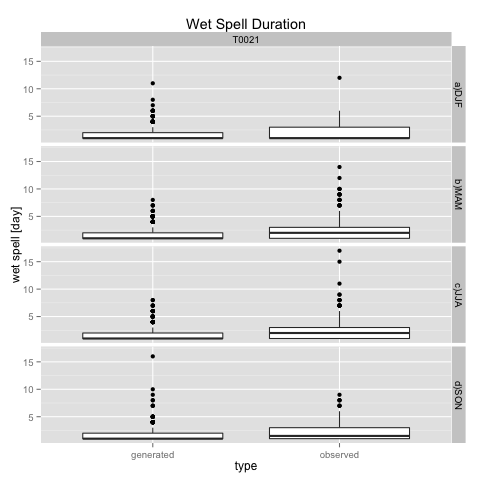 Wet Spell Duration
T0021
15
10
5
a)DJF
15
10
5
b)MAM
wet spell [day]
15
10
5
c)JJA
15
10
5
d)SON
generated observed
type